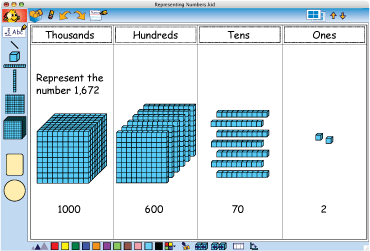 Representing Numbers.kid
Abc
Thousands Hundreds Tens Ones
Represent the
number 1,672
1000 600 70 2